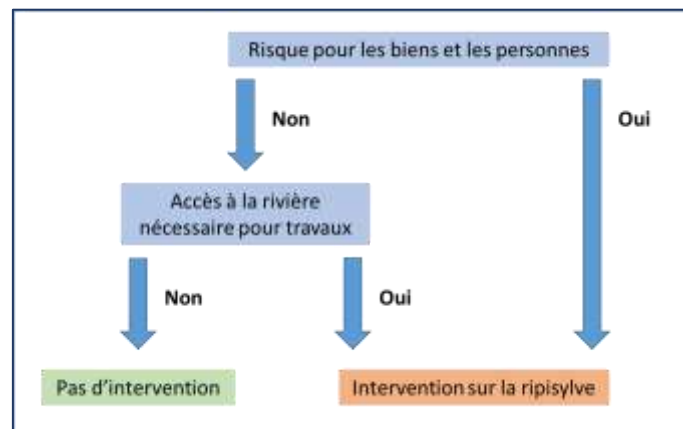 Risque pour les biens et les personnes
Non
Oui
Accès à la rivière
nécessaire pour travaux
Non
Oui
Pas d'intervention
Intervention sur la ripisylve